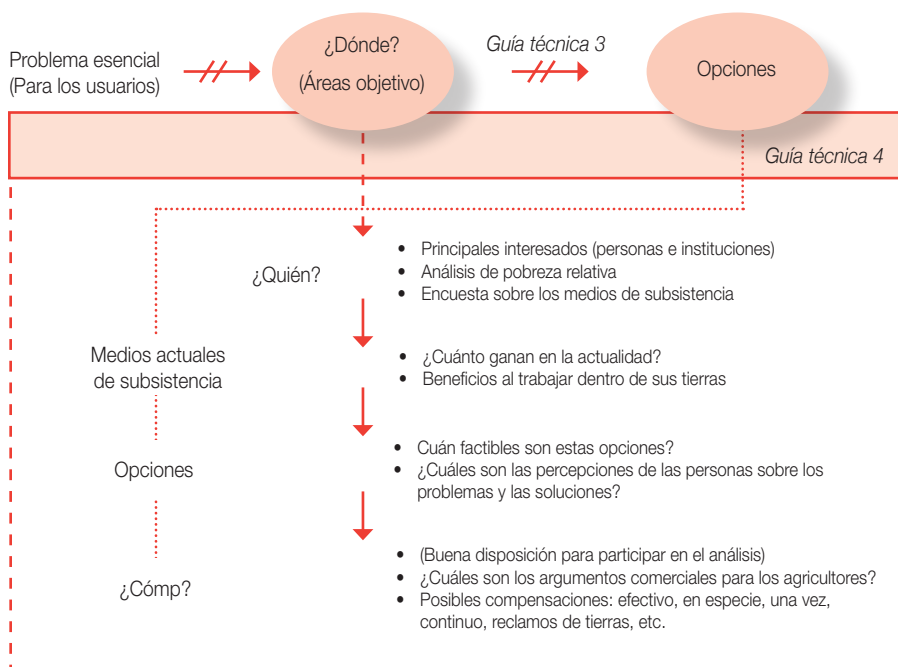 Problema esencial
(Para los usuarios)
¿Dónde?
(Áreas objetivo)
Guía técnica 3
Opciones
Guía técnica 4
¿Quién?
• Principales interesados (personas e instituciones)
• Análisis de pobreza relativa
• Encuesta sobre los medios de subsistencia
Medios actuales
de subsistencia
• ¿Cuánto ganan en la actualidad?
• Beneficios al trabajar dentro de sus tierras
Opciones
• Cuán factibles son estas opciones?
• ¿Cuáles son las percepciones de las personas sobre los
problemas y las soluciones?
¿Cómp?
• (Buena disposición para participar en el análisis)
• ¿Cuáles son los argumentos comerciales para los agricultores?
• Posibles compensaciones: efectivo, en especie, una vez,
continuo, reclamos de tierras, etc.